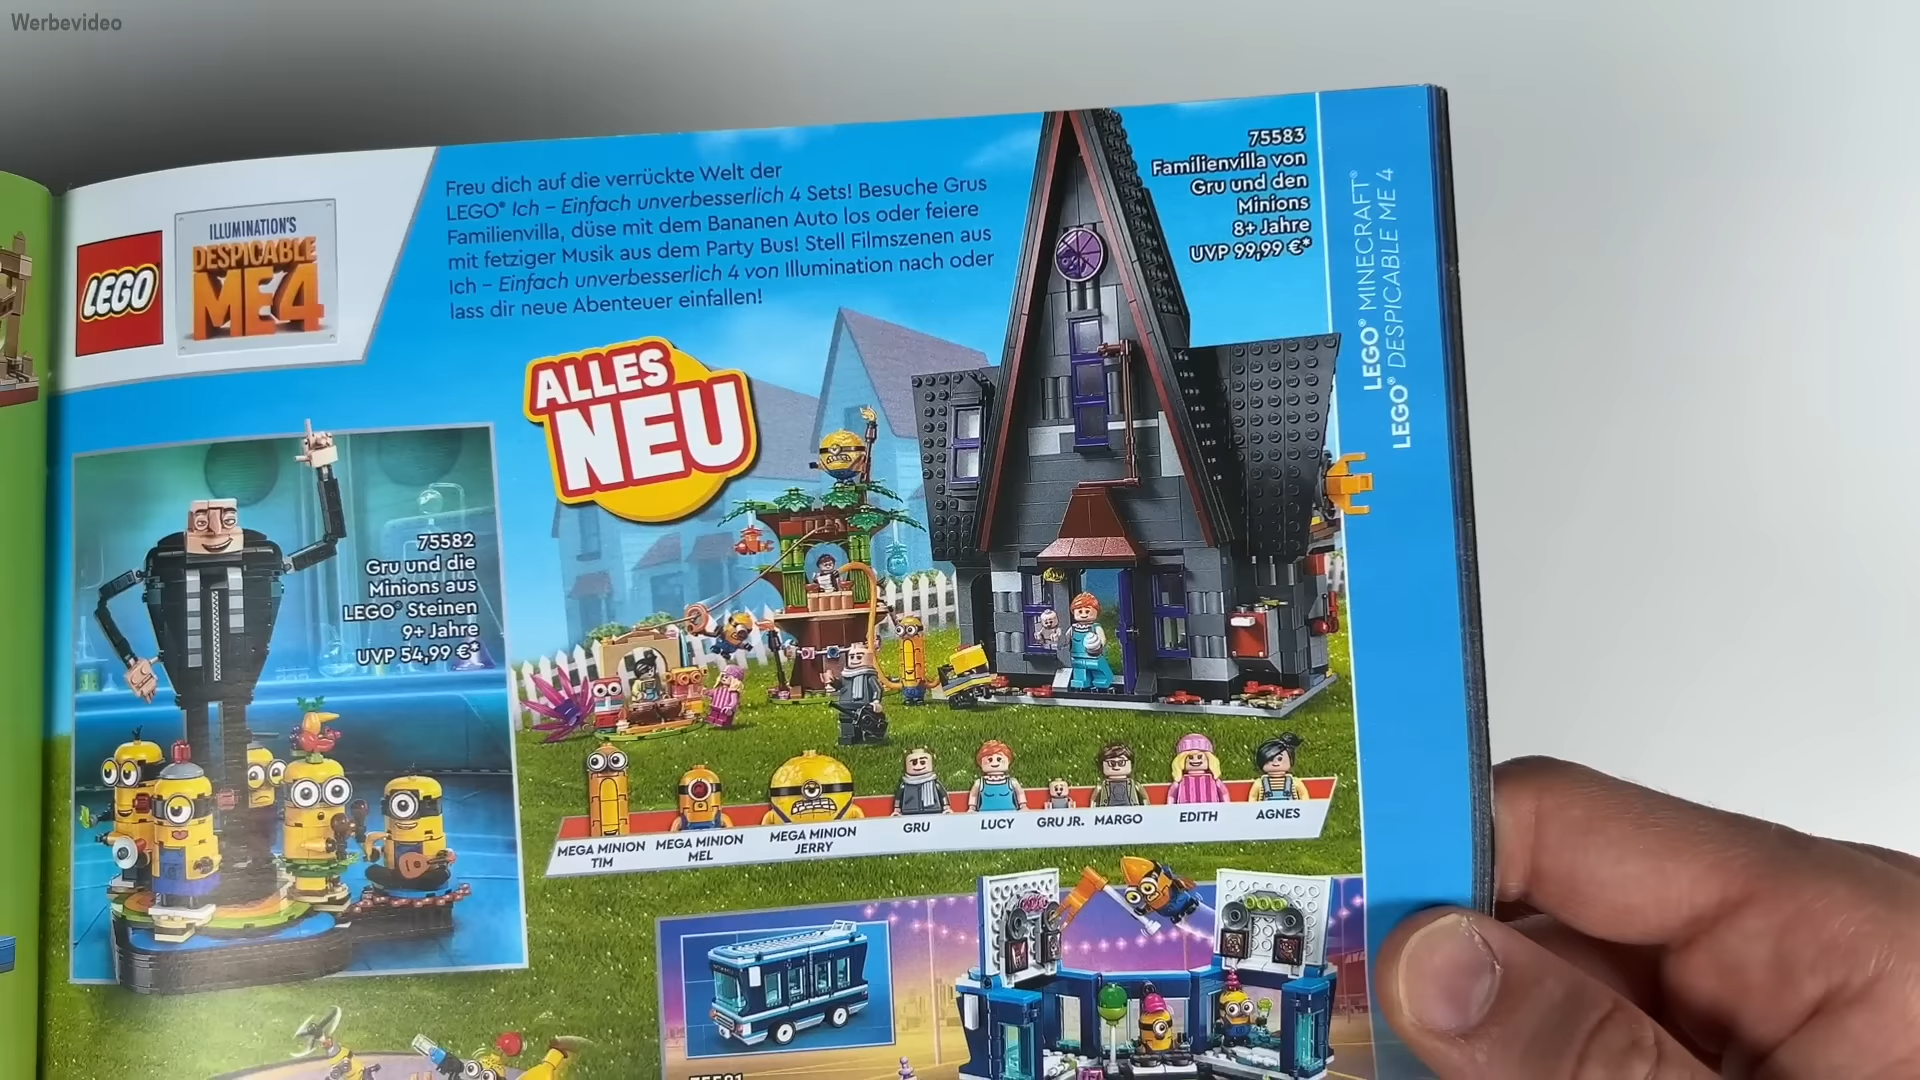 Werbevideo
LEGO
ILLUMINATION'S
DESPICABLE
ME 4
Freu dich auf die verrückte Welt der
LEGO® Ich – Einfach unverbesserlich 4 Sets! Besuche Grus
Familienvilla, düse mit dem Bananen Auto los oder feiere
mit fetziger Musik aus dem Party Bus! Stell Filmszenen aus
Ich – Einfach unverbesserlich 4 von Illumination nach oder
lass dir neue Abenteuer einfallen!
75583
Familienvilla von
Gru und den
Minions
8+ Jahre
UVP 99,99 €*
LEGO® MINECRAFT®
LEGO® DESPICABLE ME 4
ALLES
NEU
75582
Gru und die
Minions aus
LEGO® Steinen
9+ Jahre
UVP 54,99 €*
MEGA MINION
TIM
MEGA MINION
MEL
MEGA MINION
JERRY
GRU
LUCY
GRU JR.
MARGO
EDITH
AGNES